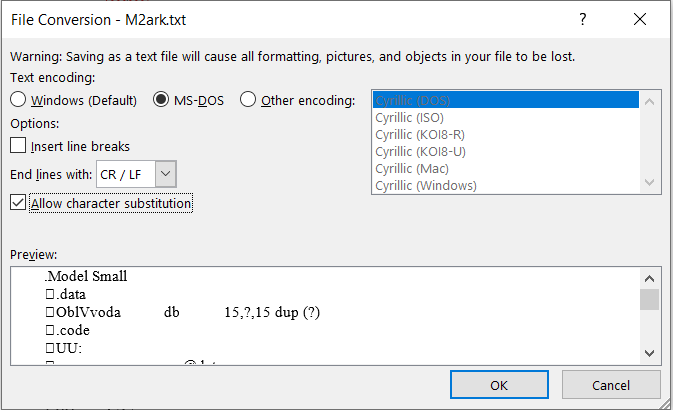 File Conversion - M2ark.txt
Warning: Saving as a text file will cause all formatting, pictures, and objects in your file to be lost.
Text encoding:
Windows (Default) MS-DOS Other encoding:
Cyrillic (DOS)
Cyrillic (ISO)
Cyrillic (KOI8-R)
Cyrillic (KOI8-U)
Cyrillic (Mac)
Cyrillic (Windows)
Options:
Insert line breaks
End lines with: CR / LF
Allow character substitution
Preview:
.Model Small
.data
OblVvoda db 15,?,15 dup (?)
.code
UU:
OK Cancel